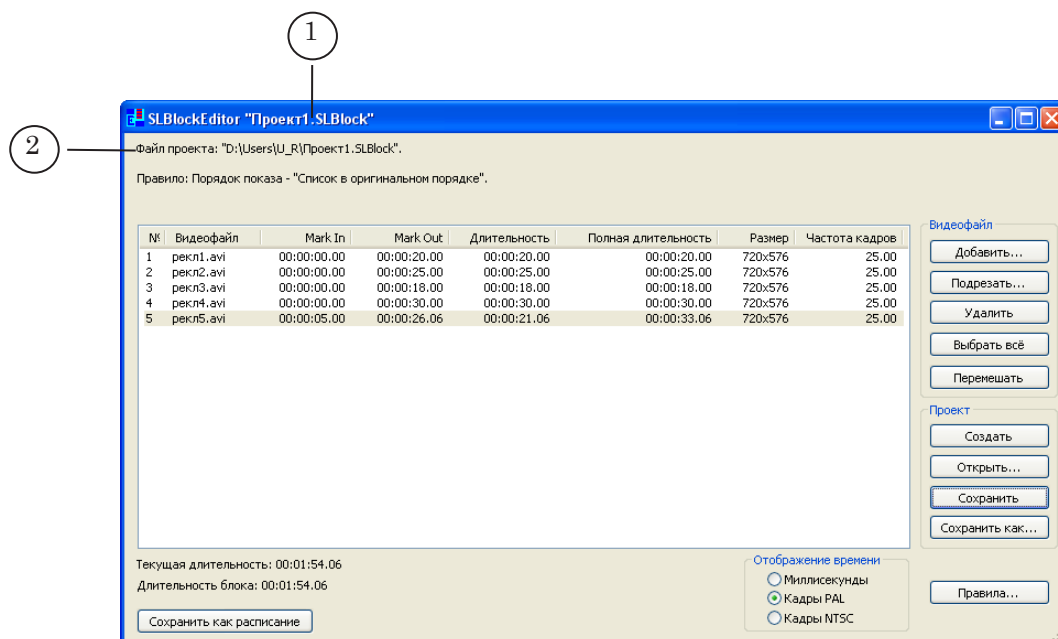 1
SLBlockEditor "Проект1.SLBlock"
2
Файл проекта: "D:\Users\U_R\Проект1.SLBlock".
Правило: Порядок показа - "Список в оригинальном порядке".
№ Видеофайл Mark In Mark Out Длительность Полная длительность Размер Частота кадров
1 рекл1.avi 00:00:00.00 00:00:20.00 00:00:20.00 00:00:20.00 720x576 25.00
2 рекл2.avi 00:00:00.00 00:00:25.00 00:00:25.00 00:00:25.00 720x576 25.00
3 рекл3.avi 00:00:00.00 00:00:18.00 00:00:18.00 00:00:18.00 720x576 25.00
4 рекл4.avi 00:00:00.00 00:00:30.00 00:00:30.00 00:00:30.00 720x576 25.00
5 рекл5.avi 00:00:05.00 00:00:26.06 00:00:21.06 00:00:33.06 720x576 25.00
Видеофайл
Добавить...
Подрезать...
Удалить
Выбрать всё
Перемешать
Проект
Создать
Открыть...
Сохранить
Сохранить как...
Текущая длительность: 00:01:54.06
Длительность блока: 00:01:54.06
Сохранить как расписание
Отображение времени
Миллисекунды
Кадры PAL
Кадры NTSC
Правила...